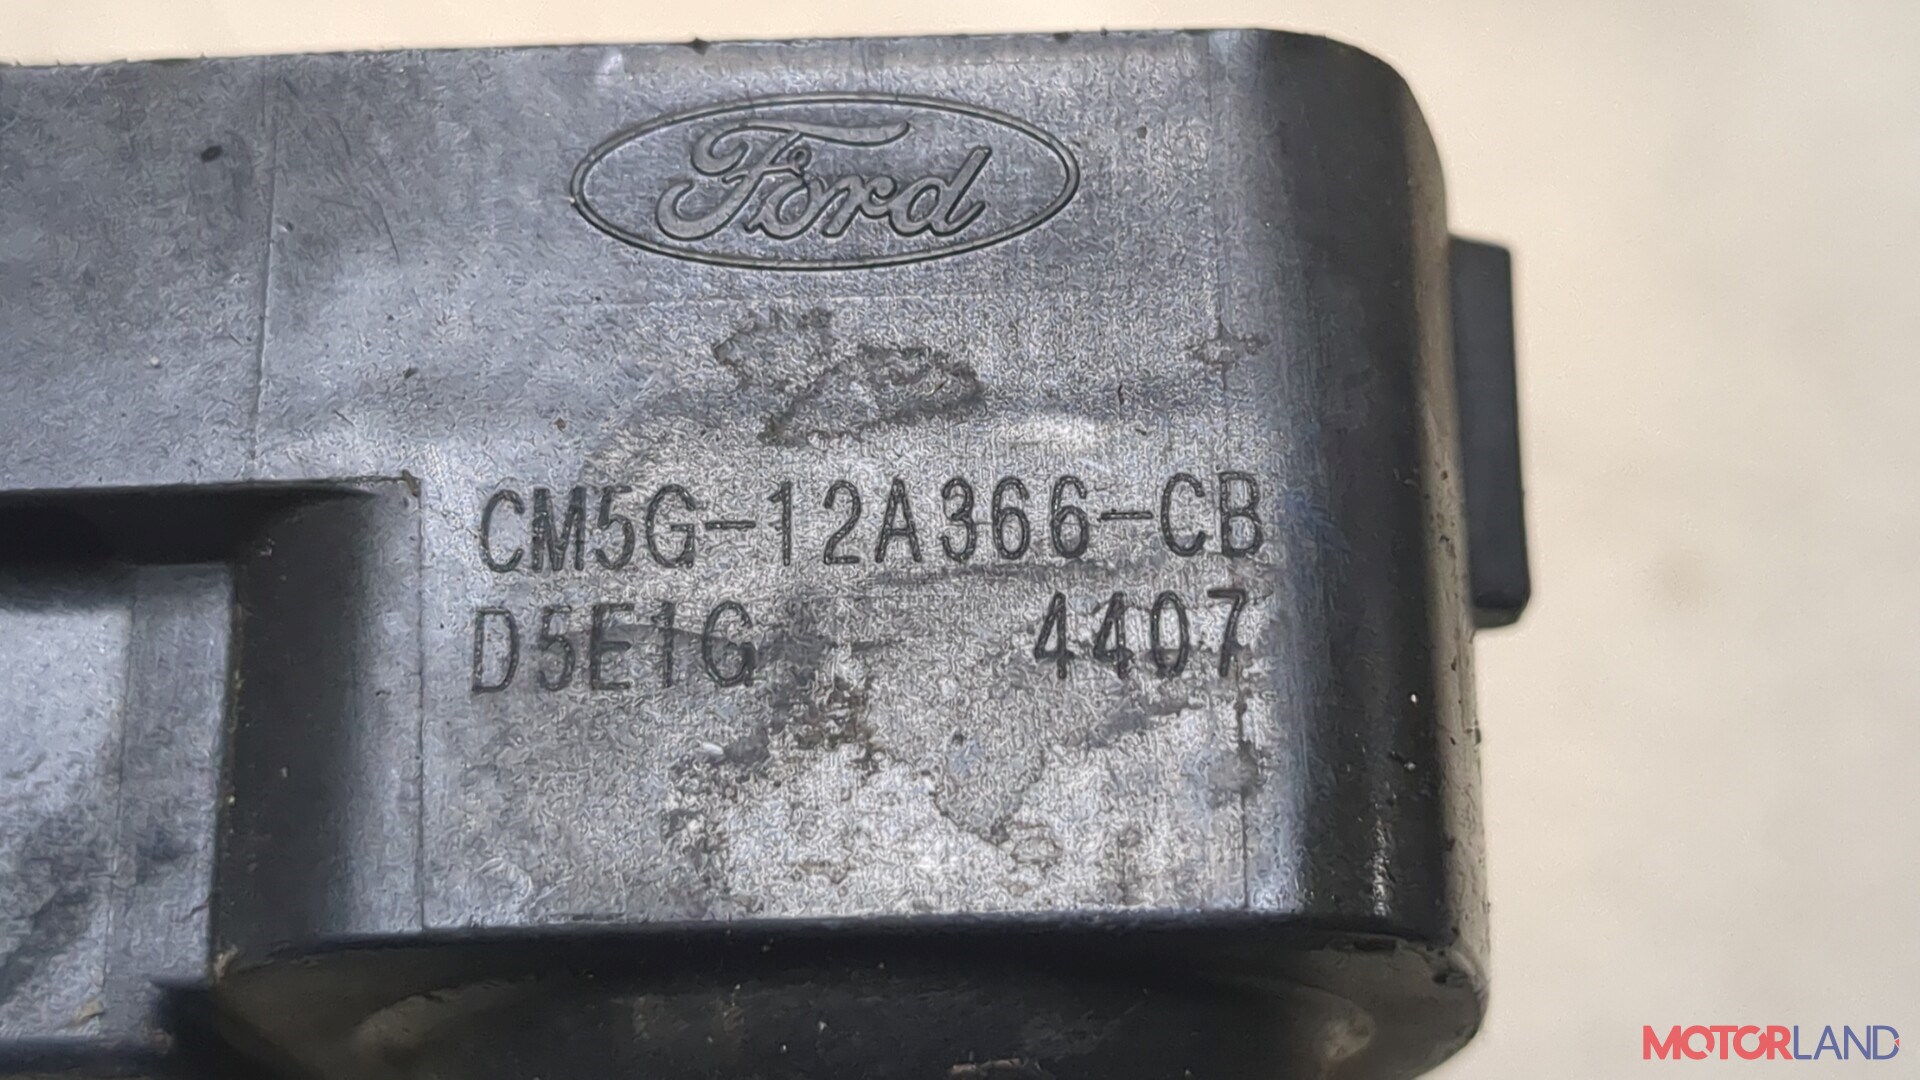 Ford
CM5G-12A366-CB
D5E1G 4407
MOTORLAND